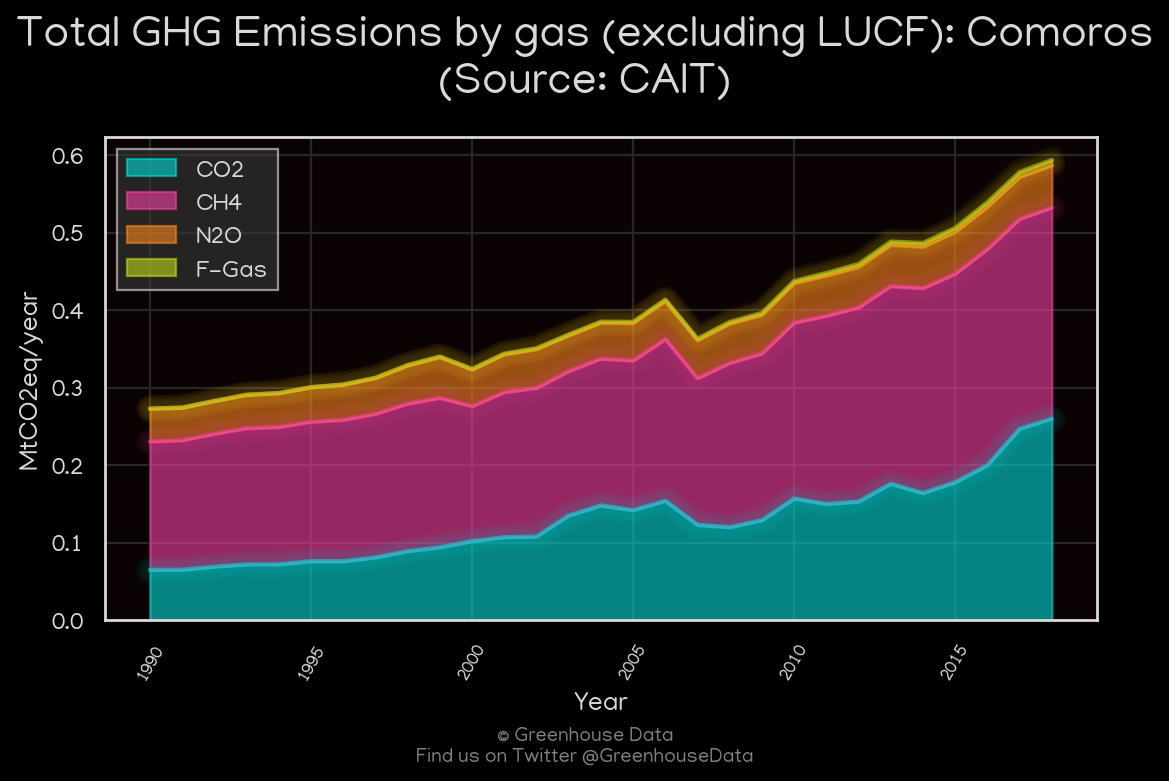 Total GHG Emissions by gas (excluding LUCF): Comoros
(Source: CAIT)
0.6
0.5
0.4
0.3
0.2
0.1
0.0
MtCO2eq/year
CO2
CH4
N2O
F-Gas
1990
1995
2000
2005
2010
2015
Year
© Greenhouse Data
Find us on Twitter @GreenhouseData